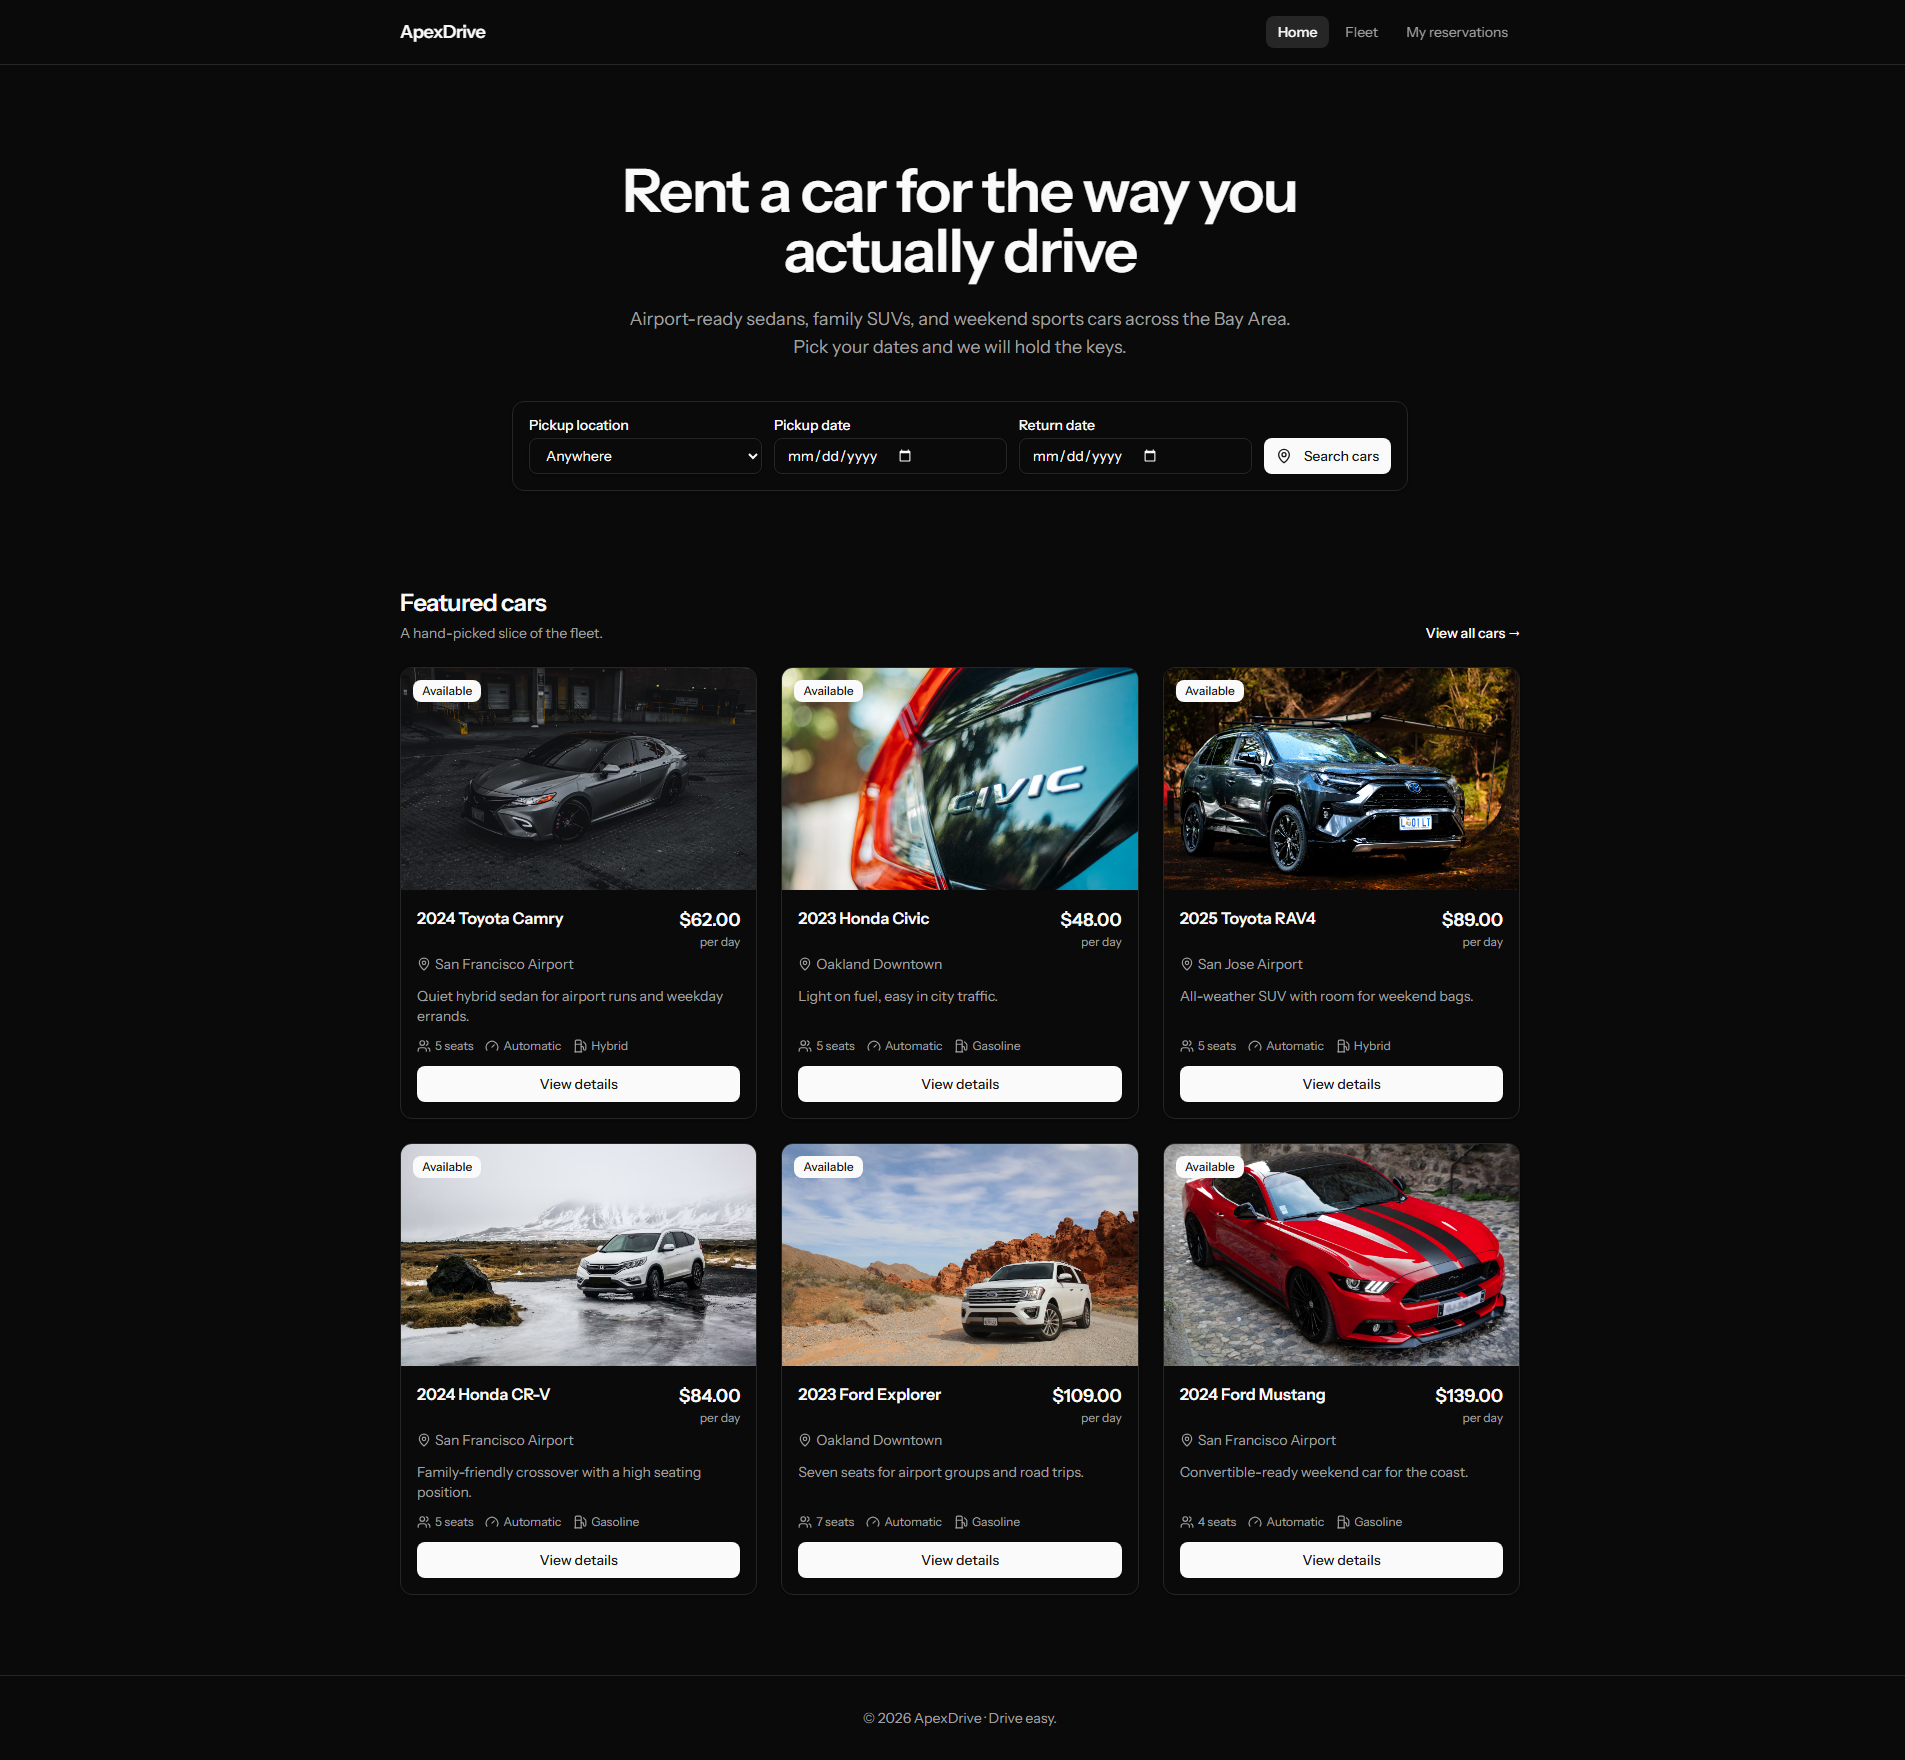 ApexDrive
Home
Fleet
My reservations
Rent a car for the way you
actually drive
Airport-ready sedans, family SUVs, and weekend sports cars across the Bay Area.
Pick your dates and we will hold the keys.
Pickup location
Pickup date
Return date
Anywhere
mm/dd/yyyy
mm/dd/yyyy
Search cars
Featured cars
A hand-picked slice of the fleet.
View all cars →
Available
2024 Toyota Camry
$62.00
per day
San Francisco Airport
Quiet hybrid sedan for airport runs and weekday
errands.
5 seats
Automatic
Hybrid
View details
Available
CIVIC
2023 Honda Civic
$48.00
per day
Oakland Downtown
Light on fuel, easy in city traffic.
5 seats
Automatic
Gasoline
View details
Available
2025 Toyota RAV4
$89.00
per day
San Jose Airport
All-weather SUV with room for weekend bags.
5 seats
Automatic
Hybrid
View details
Available
2024 Honda CR-V
$84.00
per day
San Francisco Airport
Family-friendly crossover with a high seating
position.
5 seats
Automatic
Gasoline
View details
Available
2023 Ford Explorer
$109.00
per day
Oakland Downtown
Seven seats for airport groups and road trips.
7 seats
Automatic
Gasoline
View details
Available
2024 Ford Mustang
$139.00
per day
San Francisco Airport
Convertible-ready weekend car for the coast.
4 seats
Automatic
Gasoline
View details
© 2026 ApexDrive · Drive easy.